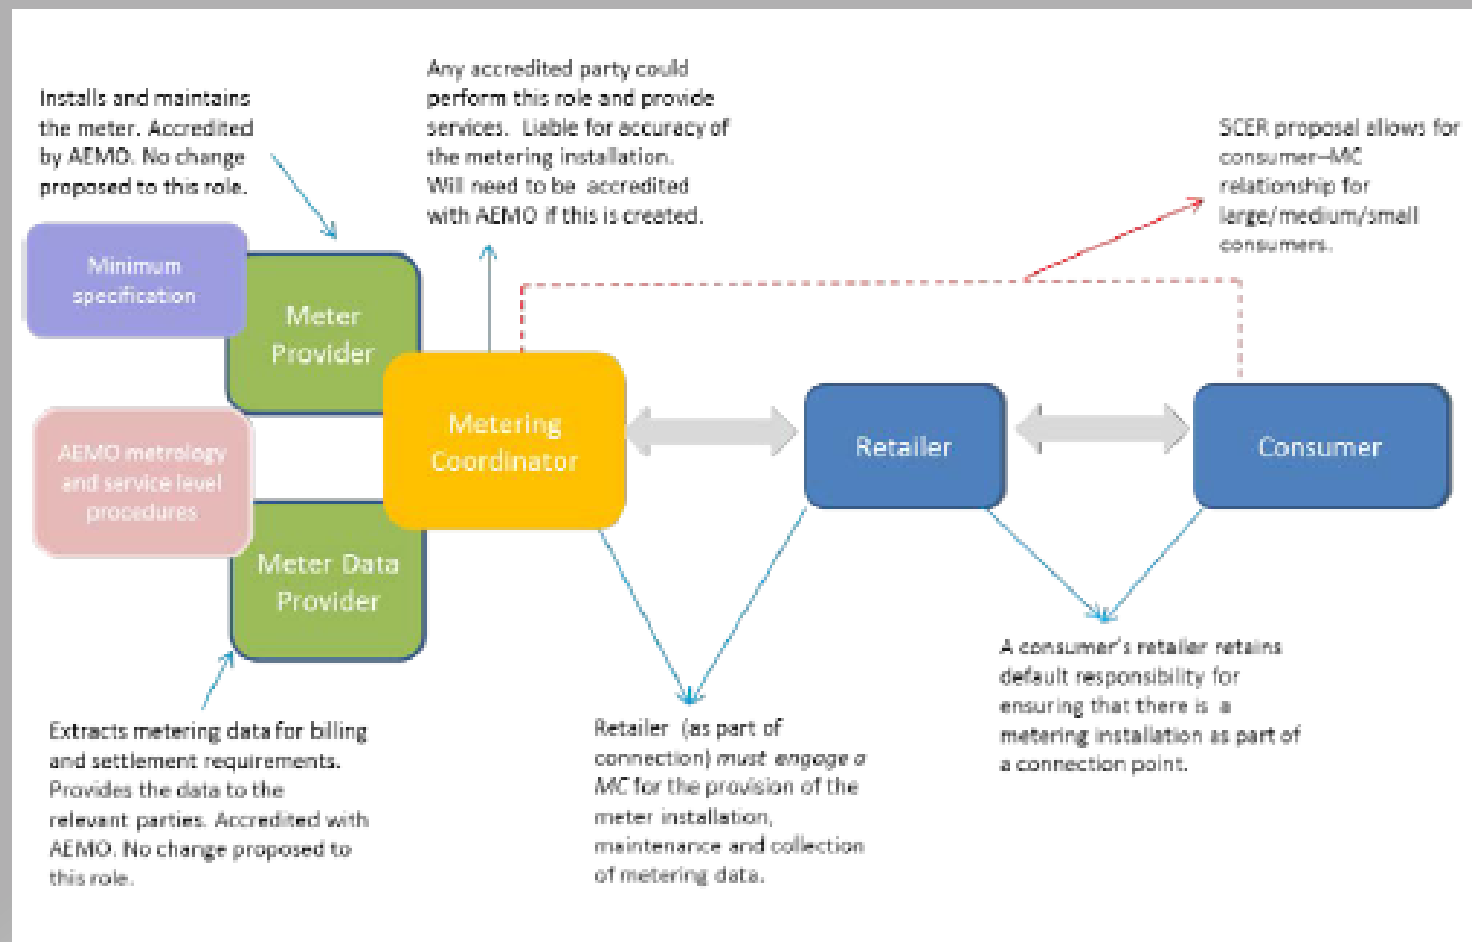 Installs and maintains
the meter. Accredited
by AEMO. No change
proposed to this role.
Any accredited party could
perform this role and provide
services.  Liable for accuracy of
the metering installation.
Will need to be accredited
with AEMO if this is created.
SCER proposal allows for
consumer–MC
relationship for
large/medium/small
consumers.
Minimum
specification
Meter
Provider
AEMO metrology
and service level
procedures
Metering
Coordinator
Retailer
Consumer
Meter Data
Provider
Extracts metering data for billing
and settlement requirements.
Provides the data to the
relevant parties. Accredited with
AEMO. No change proposed to
this role.
Retailer (as part of
connection) must engage a
MC for the provision of the
meter installation,
maintenance and collection
of metering data.
A consumer's retailer retains
default responsibility for
ensuring that there is a
metering installation as part of
a connection point.